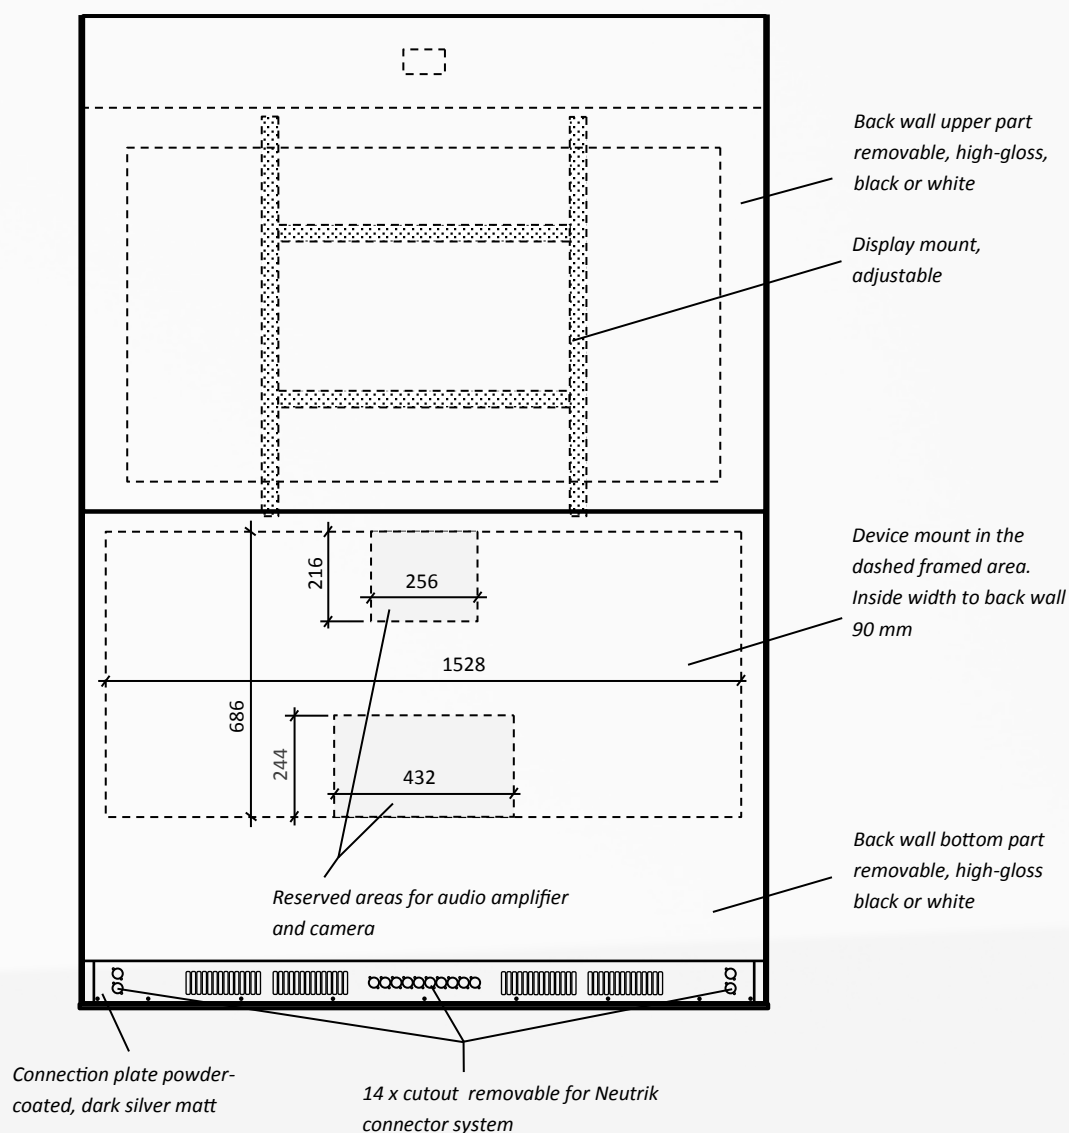 Back wall upper part
removable, high-gloss,
black or white
Display mount,
adjustable
216
256
Device mount in the
dashed framed area.
Inside width to back wall
90 mm
1528
686
244
432
Back wall bottom part
removable, high-gloss
black or white
Reserved areas for audio amplifier
and camera
Connection plate powder-
coated, dark silver matt
14 x cutout  removable for Neutrik
connector system